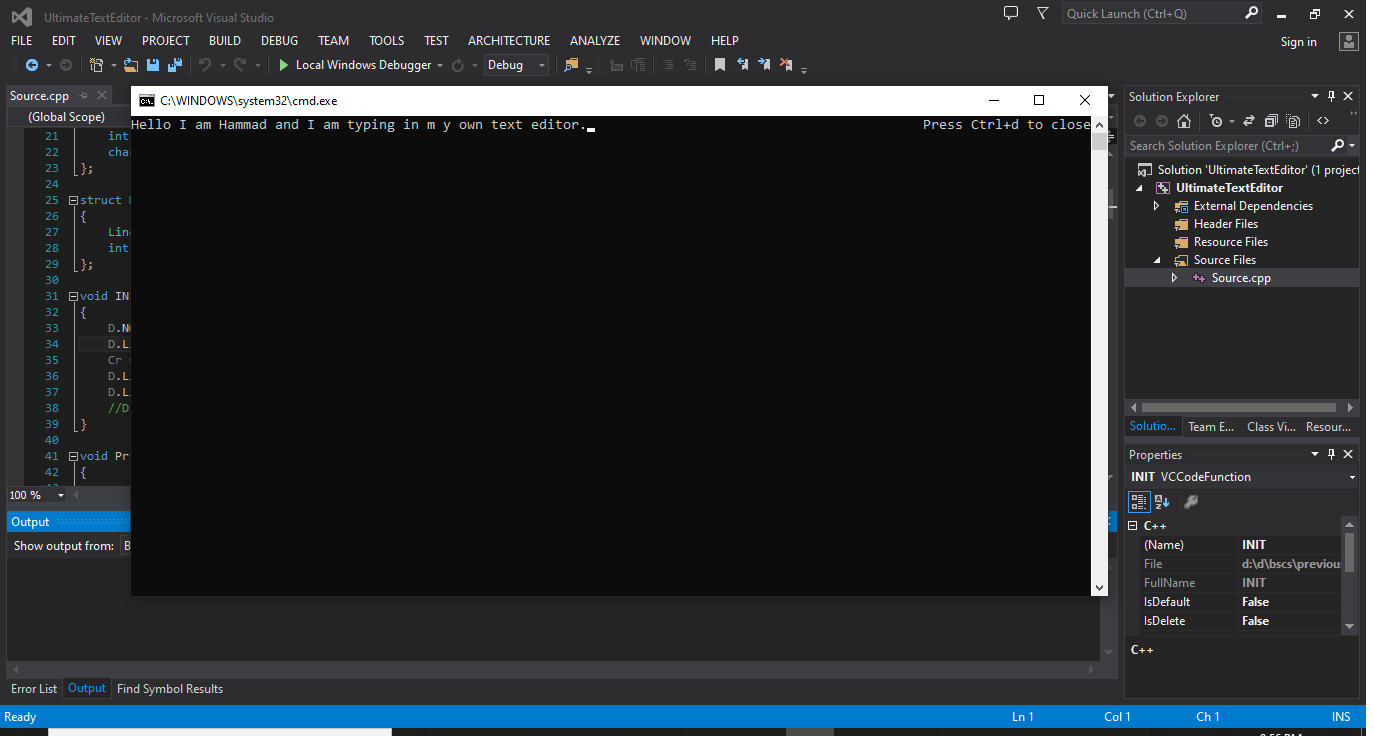 UltimateTextEditor - Microsoft Visual Studio
Quick Launch (Ctrl+Q)
FILE EDIT VIEW PROJECT BUILD DEBUG TEAM TOOLS TEST ARCHITECTURE ANALYZE WINDOW HELP
Sign in
Local Windows Debugger
Debug
Source.cpp
(Global Scope)
C:\WINDOWS\system32\cmd.exe
Hello I am Hammad and I am typing in m y own text editor. Press Ctrl+d to close
21 int
22
23 };
24
25 struct
26 {
27
28 int
29 };
30
31 void
32 {
33
34
35 Cr
36
37
38
39 }
40
41 void
42 {
100 %
Output
Show output from:
Error List Output Find Symbol Results
Solution Explorer
Search Solution Explorer (Ctrl+;)
Solution 'UltimateTextEditor' (1 project
UltimateTextEditor
External Dependencies
Header Files
Resource Files
Source Files
Source.cpp
Solutio... Team E... Class Vi... Resour...
Properties
INIT VCCodeFunction
C++
(Name) INIT
File d:\d\bscs\previou
FullName INIT
IsDefault False
IsDelete False
C++
Ready Ln 1 Col 1 Ch 1 INS